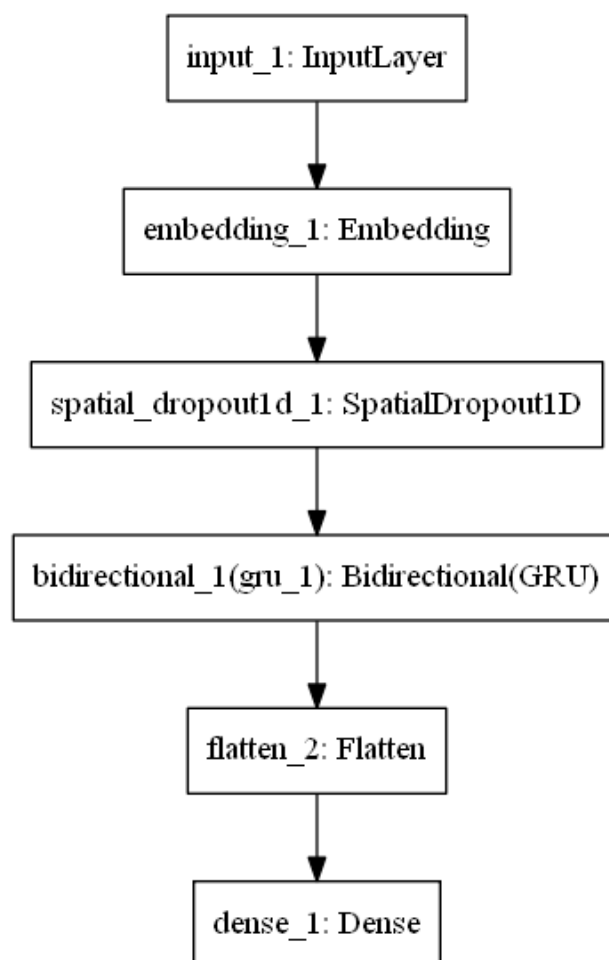 input_1: InputLayer
embedding_1: Embedding
spatial_dropout1d_1: SpatialDropout1D
bidirectional_1(gru_1): Bidirectional(GRU)
flatten_2: Flatten
dense_1: Dense